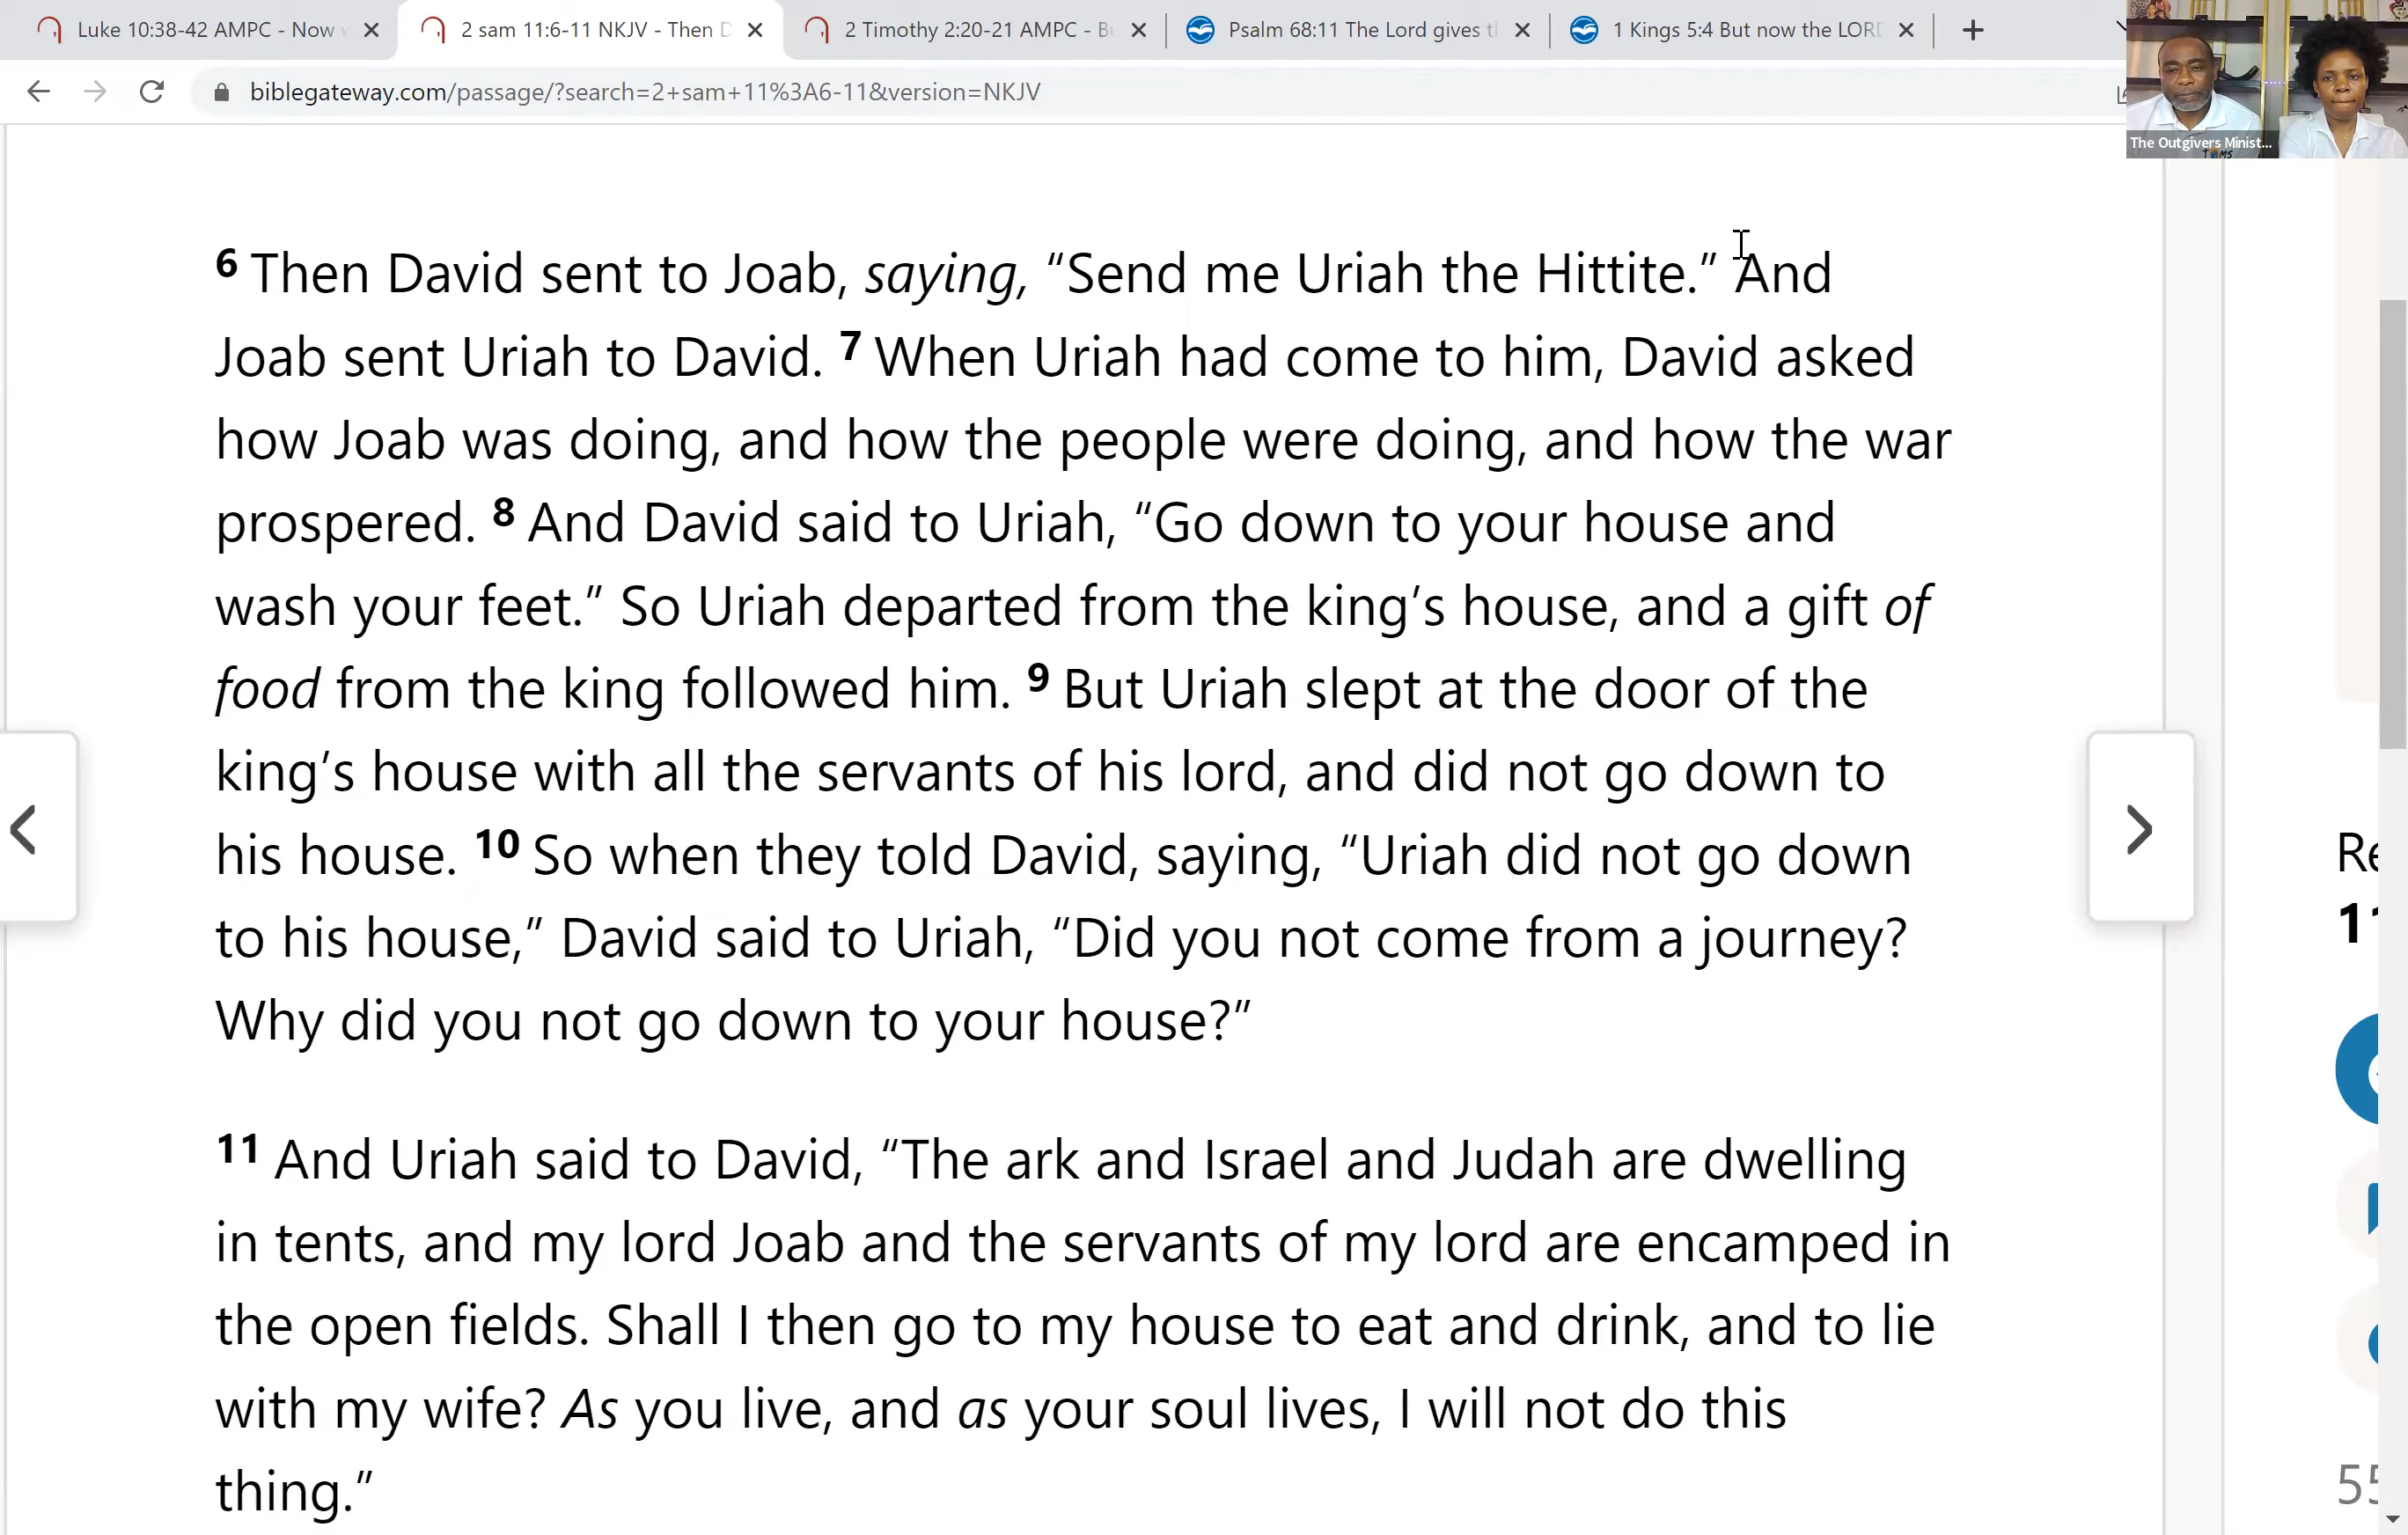 Luke 10:38-42 AMPC - Now
2 sam 11:6-11 NKJV - Then D
2 Timothy 2:20-21 AMPC - Bu
Psalm 68:11 The Lord gives t
1 Kings 5:4 But now the LORD
biblegateway.com/passage/?search=2+sam+11%3A6-11&version=NKJV
The Outgivers Minist...
6 Then David sent to Joab, saying, “Send me Uriah the Hittite.” And
Joab sent Uriah to David. 7 When Uriah had come to him, David asked
how Joab was doing, and how the people were doing, and how the war
prospered. 8 And David said to Uriah, “Go down to your house and
wash your feet.” So Uriah departed from the king’s house, and a gift of
food from the king followed him. 9 But Uriah slept at the door of the
king’s house with all the servants of his lord, and did not go down to
his house. 10 So when they told David, saying, “Uriah did not go down
to his house,” David said to Uriah, “Did you not come from a journey?
Why did you not go down to your house?”
11 And Uriah said to David, “The ark and Israel and Judah are dwelling
in tents, and my lord Joab and the servants of my lord are encamped in
the open fields. Shall I then go to my house to eat and drink, and to lie
with my wife? As you live, and as your soul lives, I will not do this
thing.”
Re
11
55